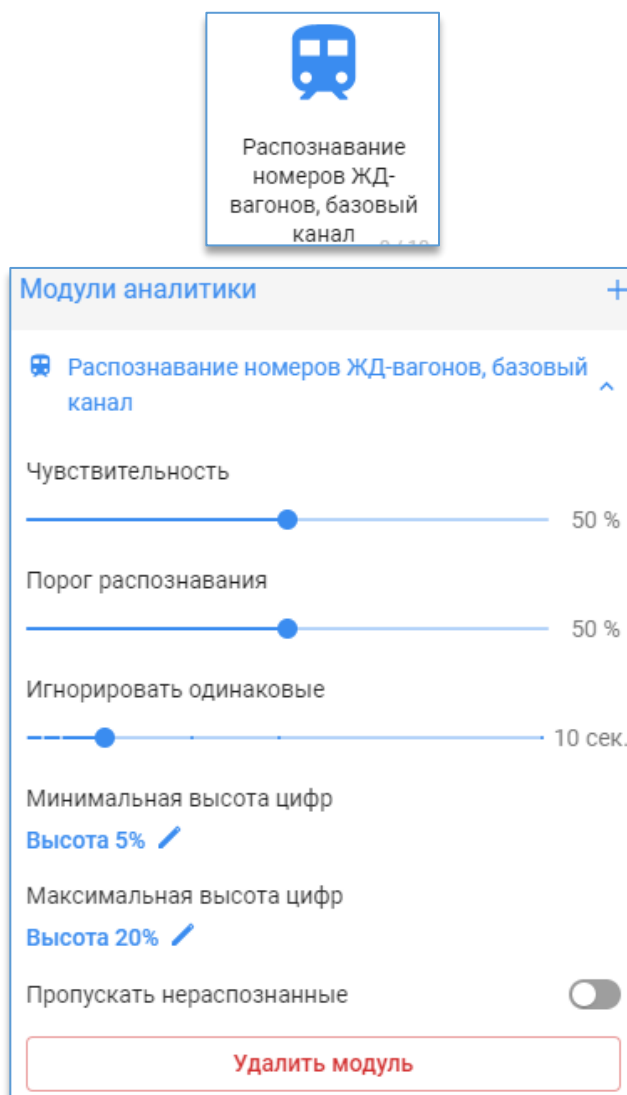 Распознавание
номеров ЖД-
вагонов, базовый
канал
Модули аналитики
Распознавание номеров ЖД-вагонов, базовый
канал
Чувствительность
50 %
Порог распознавания
50 %
Игнорировать одинаковые
10 сек.
Минимальная высота цифр
Высота 5%
Максимальная высота цифр
Высота 20%
Пропускать нераспознанные
Удалить модуль